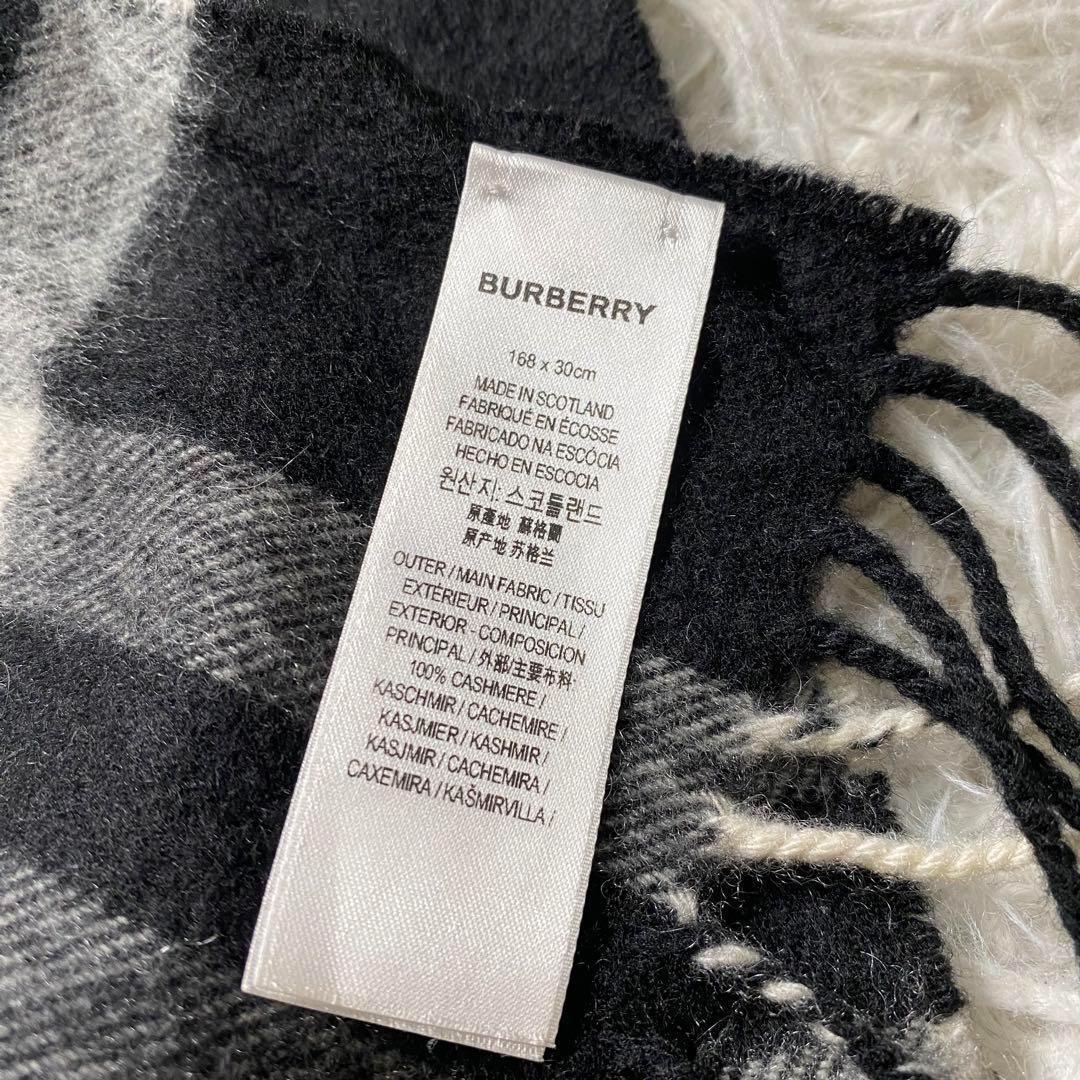 BURBERRY
168 x 30cm
MADE IN SCOTLAND
FABRIQUÉ EN ÉCOSSE
FABRICADO NA ESCÓCIA
HECHO EN ESCOCIA
원산지: 스코틀랜드
原產地 蘇格蘭
原产地 苏格兰
OUTER / MAIN FABRIC / TISSU
EXTÉRIEUR / PRINCIPAL /
EXTERIOR - COMPOSICION
PRINCIPAL / 外部/主要布料:
100% CASHMERE /
KASCHMIR / CACHEMIRE /
KASJMIER / KASHMIR /
KASJMIR / CACHEMIRA /
CAXEMIRA / KAŠMIRVILLA /